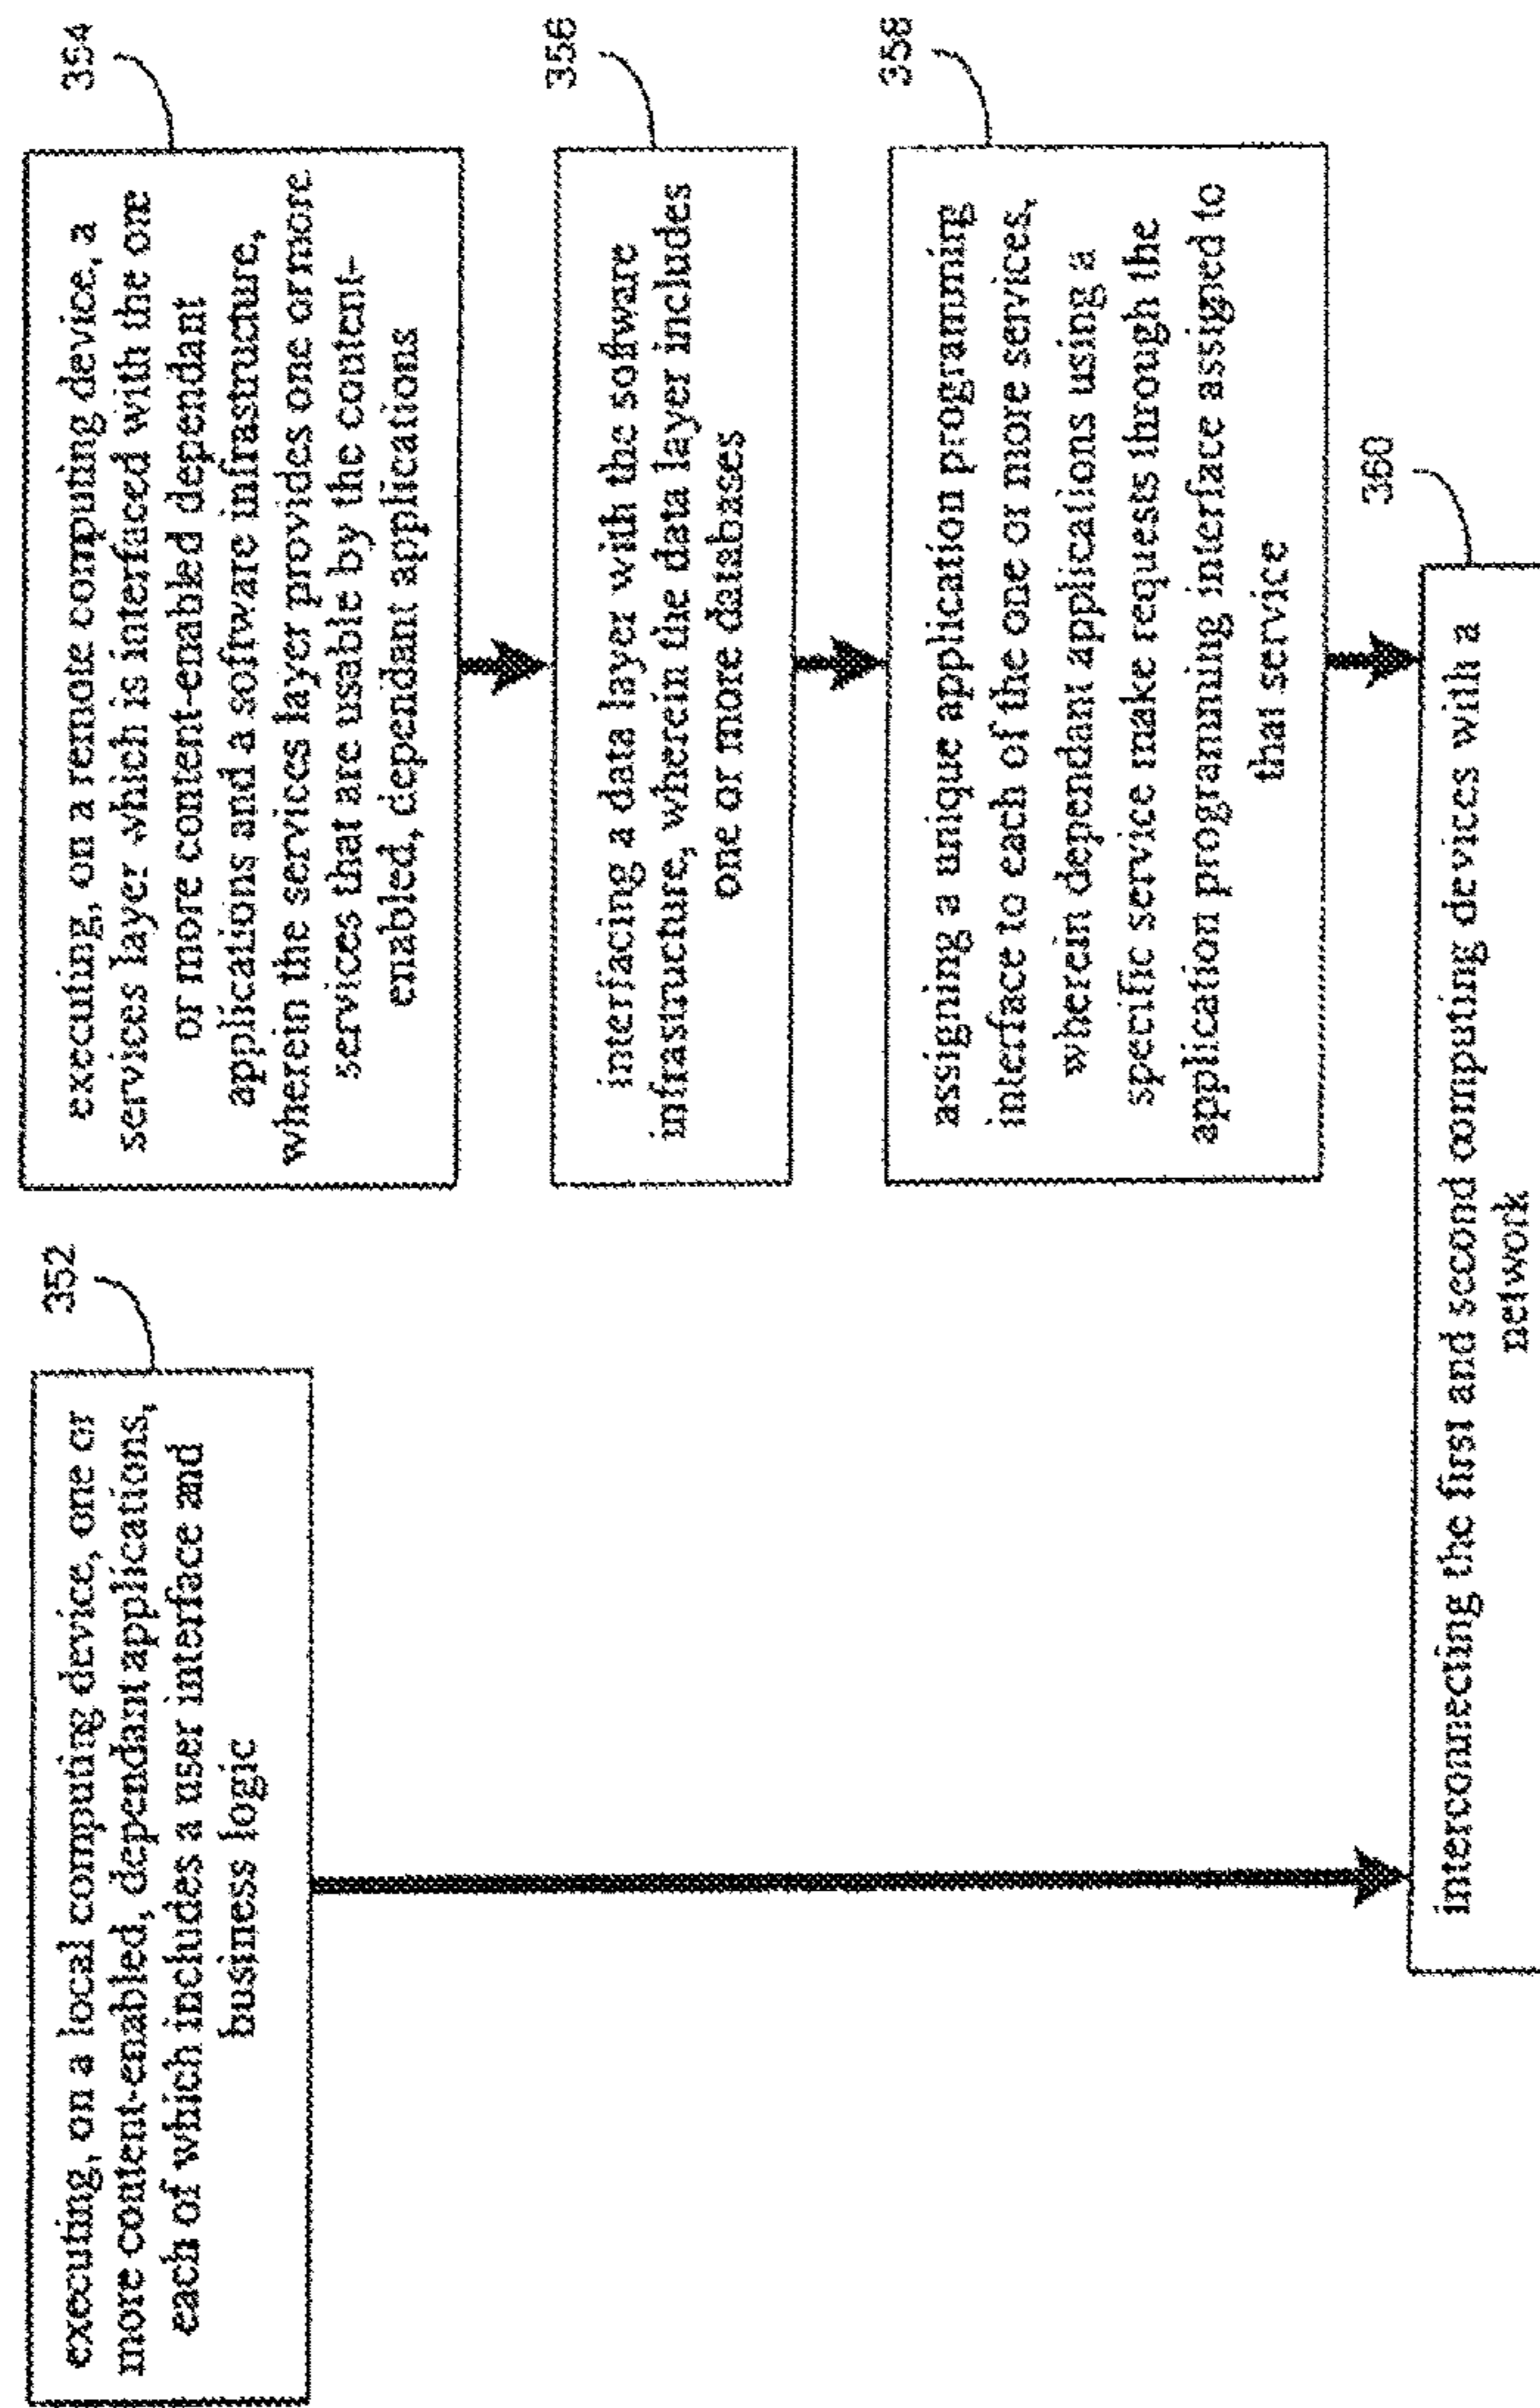 352
executing, on a local computing device, one or
more content-enabled, dependant applications,
each of which includes a user interface and
business logic
354
executing, on a remote computing device, a
services layer which is interfaced with the one
or more content-enabled dependant
applications and a software infrastructure,
wherein the services layer provides one or more
services that are usable by the content-
enabled, dependant applications
356
interfacing a data layer with the software
infrastructure, wherein the data layer includes
one or more databases
358
assigning a unique application programming
interface to each of the one or more services,
wherein dependant applications using a
specific service make requests through the
application programming interface assigned to
that service
360
interconnecting the first and second computing devices with a
network